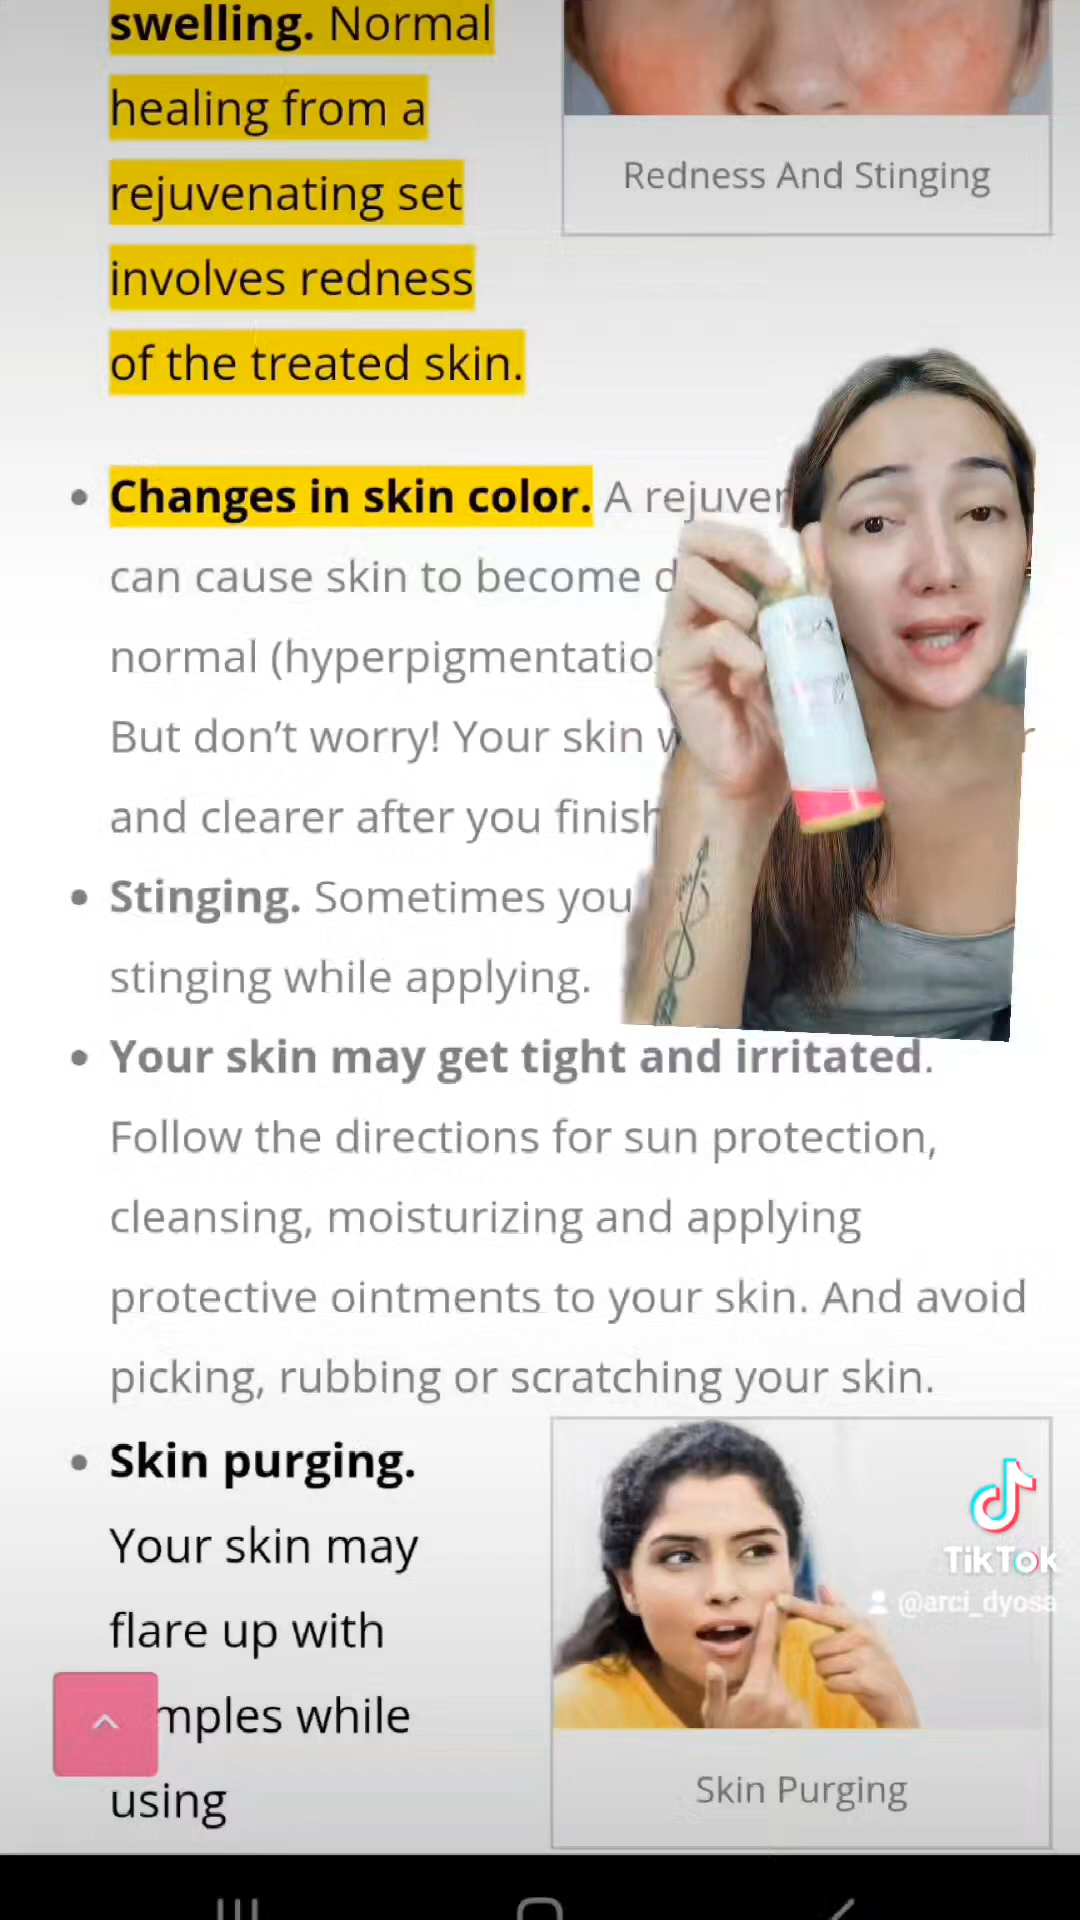 swelling. Normal
healing from a
rejuvenating set
involves redness
of the treated skin.
Redness And Stinging
Changes in skin color. A
can cause skin to become
normal
But don’t worry! Your skin
and clearer after you finish
Stinging. Sometimes you
stinging while applying.
Your skin may get tight and irritated.
Follow the directions for sun protection,
cleansing, moisturizing and applying
protective ointments to your skin. And avoid
picking, rubbing or scratching your skin.
Skin purging.
Your skin may
flare up with
while
using
Skin Purging
TikTok
@arci_dyosa